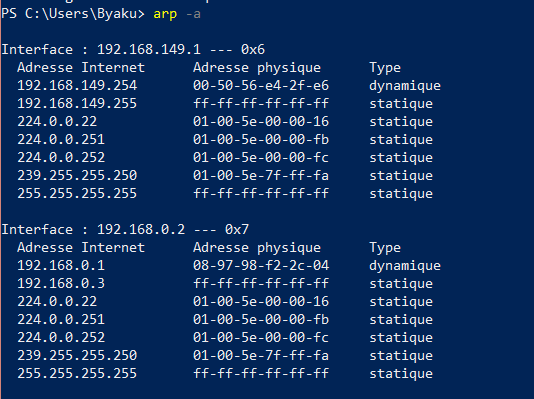 PS C:\Users\Byaku> arp -a
Interface : 192.168.149.1 --- 0x6
Adresse Internet Adresse physique Type
192.168.149.254 00-50-56-e4-2f-e6 dynamique
192.168.149.255 ff-ff-ff-ff-ff-ff statique
224.0.0.22 01-00-5e-00-00-16 statique
224.0.0.251 01-00-5e-00-00-fb statique
224.0.0.252 01-00-5e-00-00-fc statique
239.255.255.250 01-00-5e-7f-ff-fa statique
255.255.255.255 ff-ff-ff-ff-ff-ff statique
Interface : 192.168.0.2 --- 0x7
Adresse Internet Adresse physique Type
192.168.0.1 08-97-98-f2-2c-04 dynamique
192.168.0.3 ff-ff-ff-ff-ff-ff statique
224.0.0.22 01-00-5e-00-00-16 statique
224.0.0.251 01-00-5e-00-00-fb statique
224.0.0.252 01-00-5e-00-00-fc statique
239.255.255.250 01-00-5e-7f-ff-fa statique
255.255.255.255 ff-ff-ff-ff-ff-ff statique